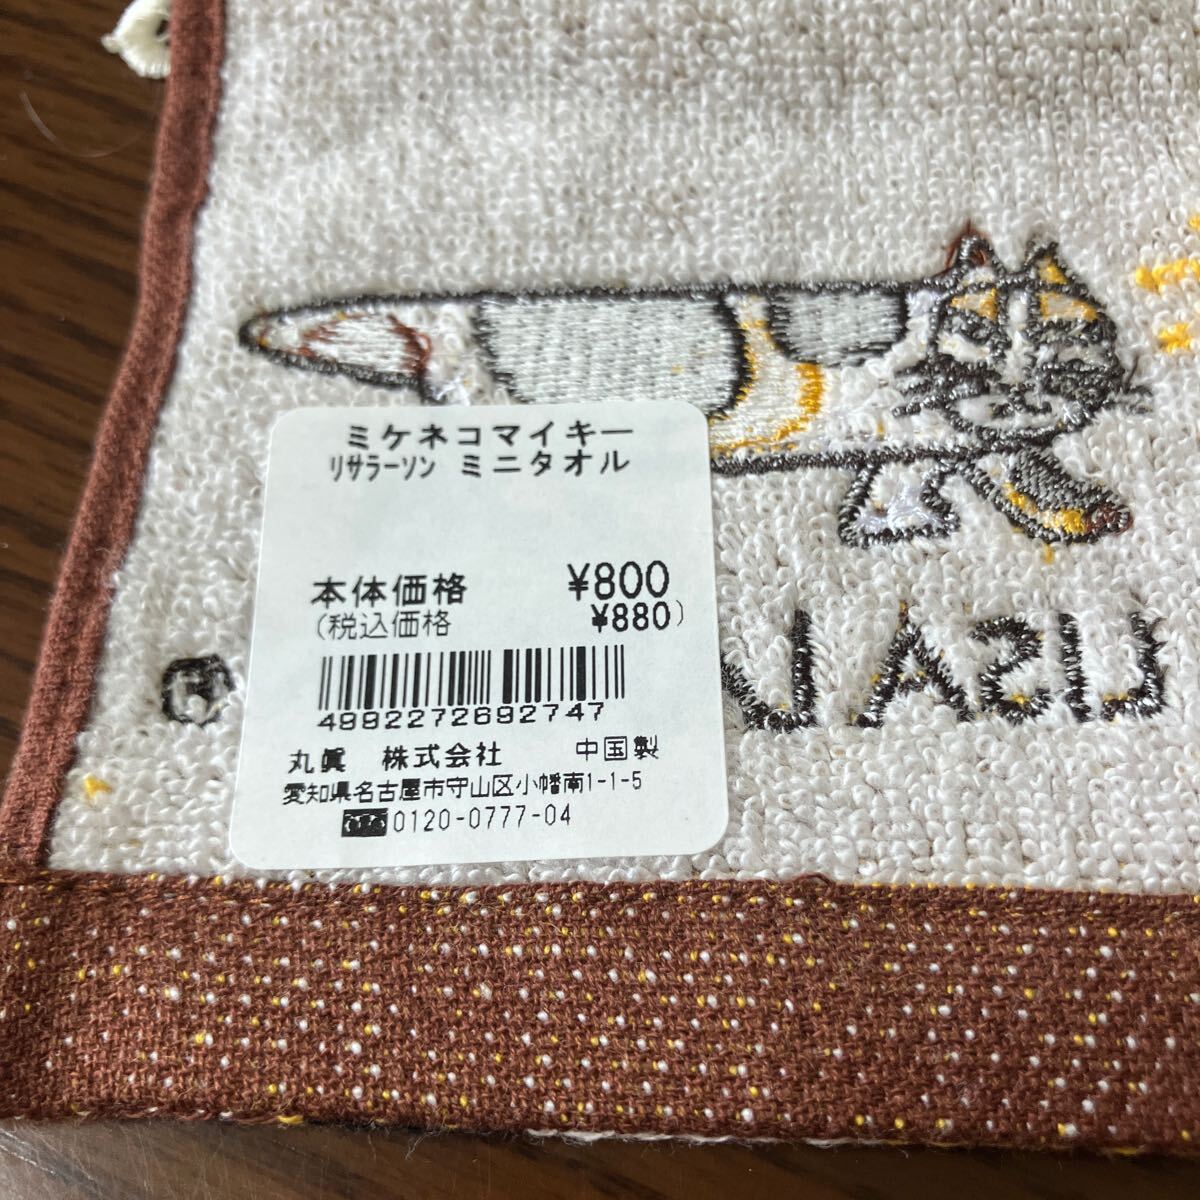 ミケネコマイキー
リサラーソン ミニタオル
本体価格 ¥800
(税込価格 ¥880)
4992272692747
丸眞 株式会社 中国製
愛知県名古屋市守山区小幡南1-1-5
0120-0777-04